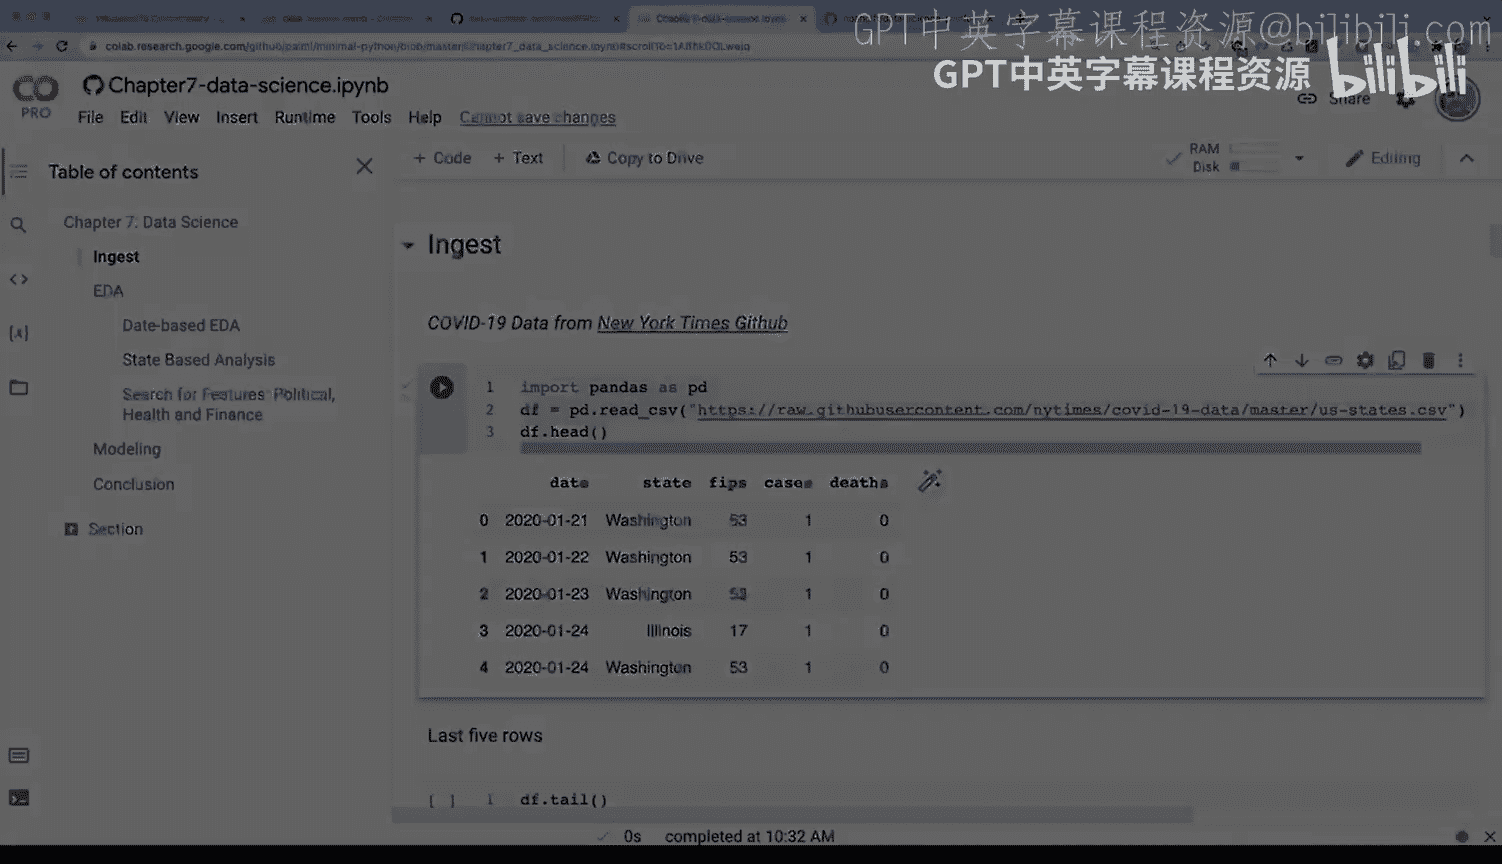 GPT中英字幕课程资源@bilibili.com
GPT中英字幕课程资源 bilibili
CO PRO
Chapter7-data-science.ipynb
File Edit View Insert Runtime Tools Help Cannot save changes
Share
+ Code + Text Copy to Drive
RAM
Disk
Editing
Table of contents
Chapter 7: Data Science
Ingest
EDA
Date-based EDA
State Based Analysis
Search for Features: Political,
Health and Finance
Modeling
Conclusion
Section
Ingest
COVID-19 Data from New York Times Github
1 import pandas as pd
2 df = pd.read_csv("https://raw.githubusercontent.com/nytimes/covid-19-data/master/us-states.csv")
3 df.head()
date state fips cases deaths
0 2020-01-21 Washington 53 1 0
1 2020-01-22 Washington 53 1 0
2 2020-01-23 Washington 53 1 0
3 2020-01-24 Illinois 17 1 0
4 2020-01-24 Washington 53 1 0
Last five rows
[ ] 1 df.tail()
0s completed at 10:32 AM